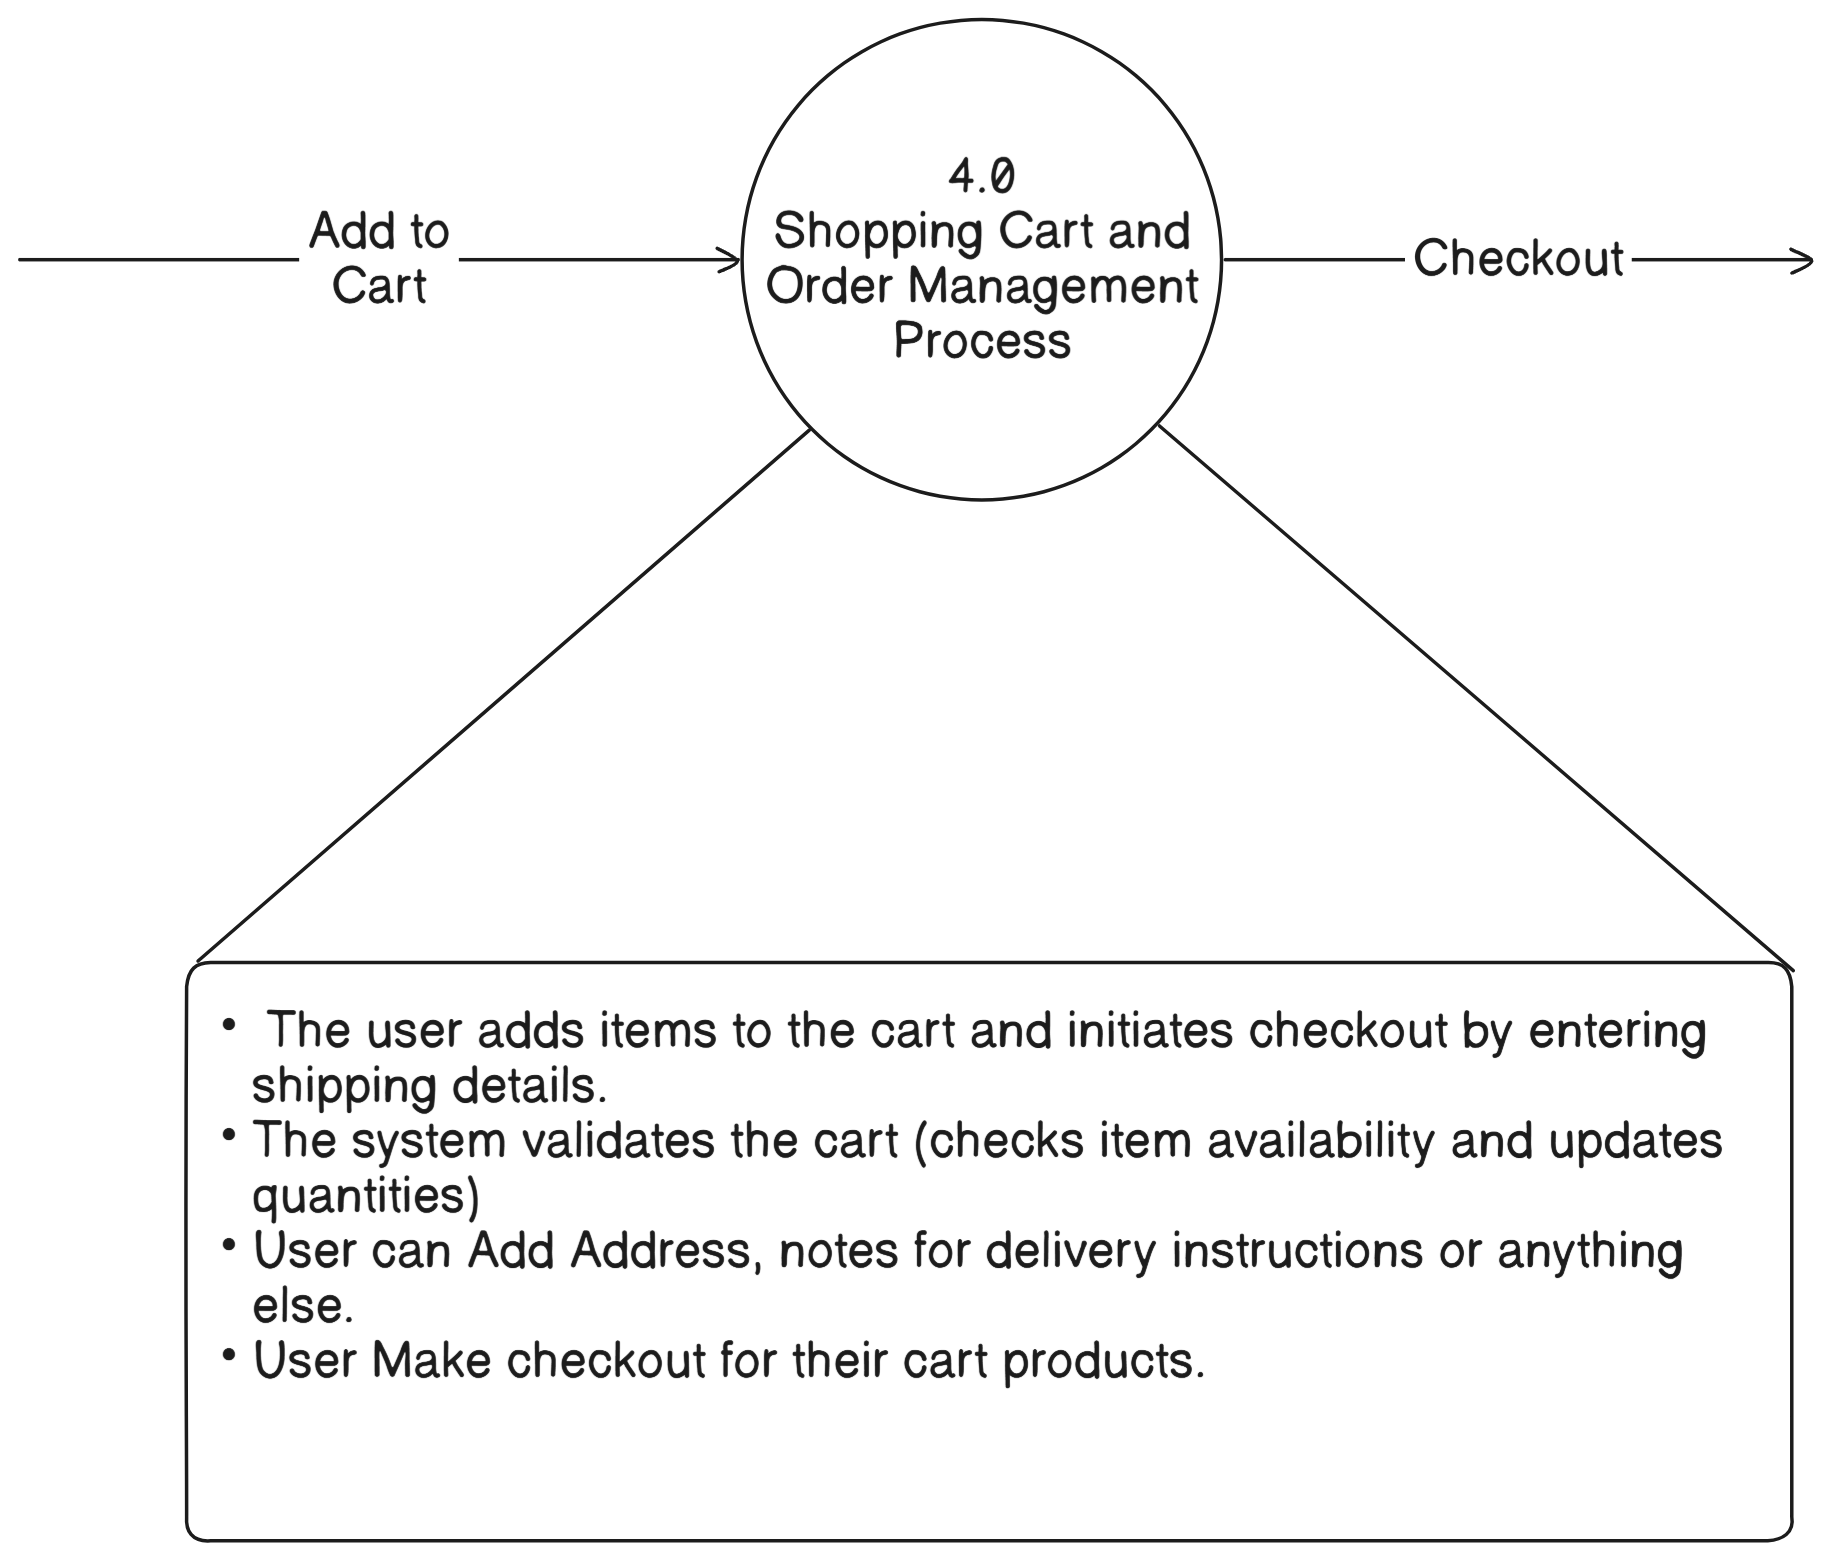 4.0
Shopping Cart and
Order Management
Process
Add to
Cart
Checkout
• The user adds items to the cart and initiates checkout by entering
shipping details.
• The system validates the cart (checks item availability and updates
quantities)
• User can Add Address, notes for delivery instructions or anything
else.
• User Make checkout for their cart products.